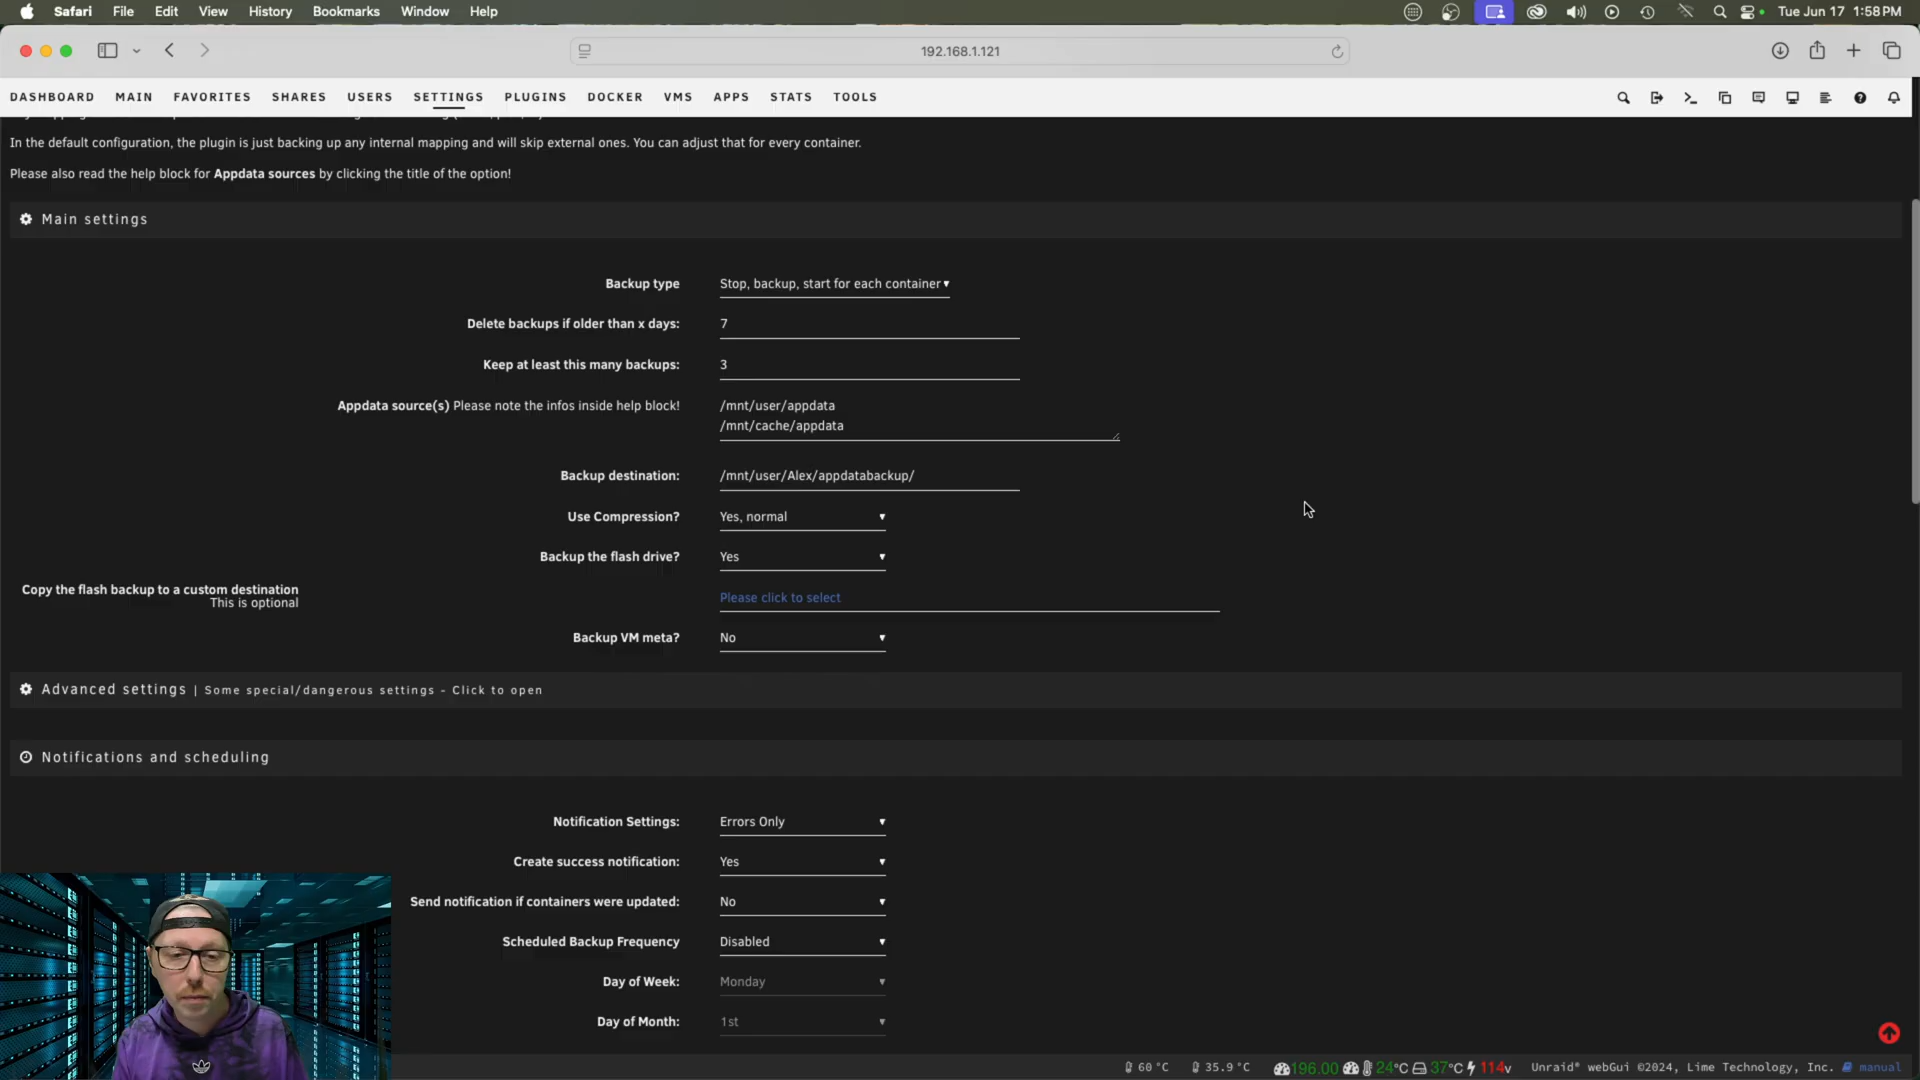 Safari File Edit View History Bookmarks Window Help Tue Jun 17 1:58 PM
192.168.1.121
DASHBOARD MAIN FAVORITES SHARES USERS SETTINGS PLUGINS DOCKER VMS APPS STATS TOOLS
In the default configuration, the plugin is just backing up any internal mapping and will skip external ones. You can adjust that for every container.
Please also read the help block for Appdata sources by clicking the title of the option!
Main settings
Backup type Stop, backup, start for each container
Delete backups if older than x days: 7
Keep at least this many backups: 3
Appdata source(s) Please note the infos inside help block! /mnt/user/appdata
/mnt/cache/appdata
Backup destination: /mnt/user/Alex/appdatabackup/
Use Compression? Yes, normal
Backup the flash drive? Yes
Copy the flash backup to a custom destination
This is optional
Please click to select
Backup VM meta? No
Advanced settings | Some special/dangerous settings - Click to open
Notifications and scheduling
Notification Settings: Errors Only
Create success notification: Yes
Send notification if containers were updated: No
Scheduled Backup Frequency Disabled
Day of Week: Monday
Day of Month: 1st
60 °C 35.9 °C 196.00 24°C 37°C 114v Unraid® webGui ©2024, Lime Technology, Inc. manual